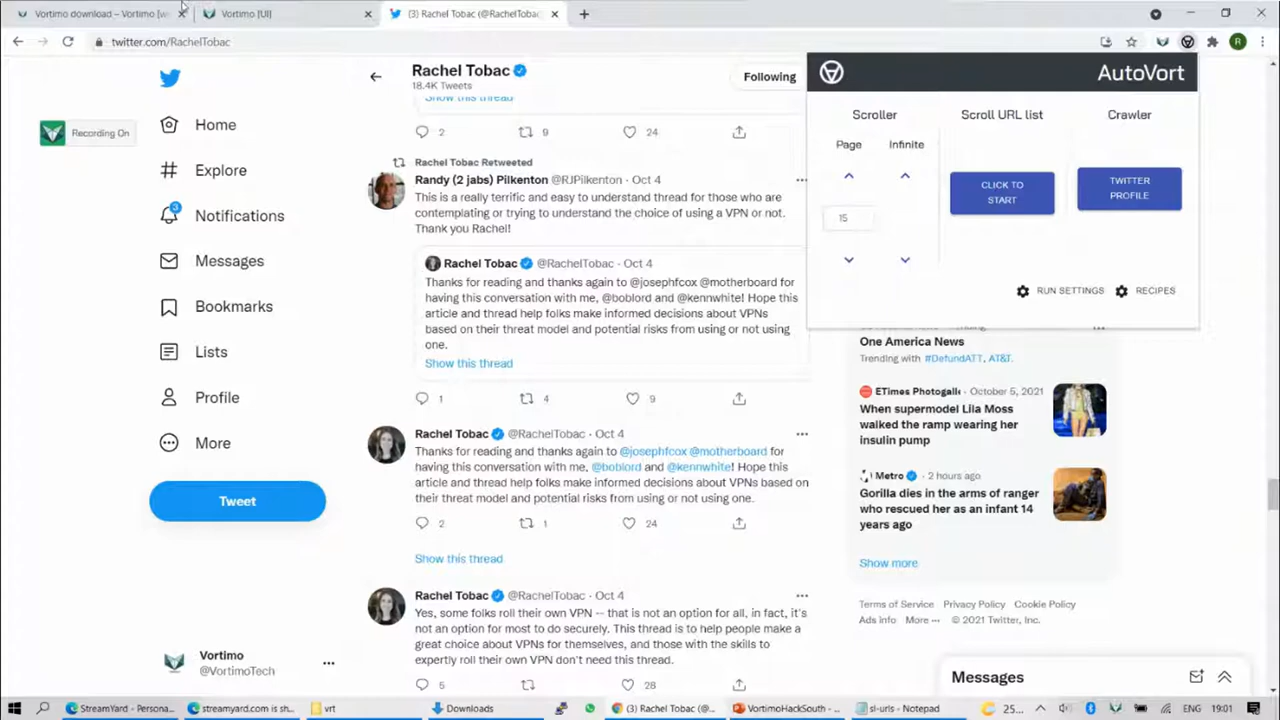 Vortimo download – Vortimo [w
Vortimo [UI]
(3) Rachel Tobac (@RachelTobac
twitter.com/RachelTobac
R
Recording On
Home
Explore
3
Notifications
Messages
Bookmarks
Lists
Profile
More
Tweet
Vortimo
@VortimoTech
Rachel Tobac
18.4K Tweets
Following
Show this thread
2 9 24
Rachel Tobac Retweeted
Randy (2 jabs) Pilkenton @RJPilkenton · Oct 4
This is a really terrific and easy to understand thread for those who are
contemplating or trying to understand the choice of using a VPN or not.
Thank you Rachel!
Rachel Tobac @RachelTobac · Oct 4
Thanks for reading and thanks again to @josephfcox @motherboard for
having this conversation with me, @boblord and @kennwhite! Hope this
article and thread help folks make informed decisions about VPNs
based on their threat model and potential risks from using or not using
one.
Show this thread
1 4 9
Rachel Tobac @RachelTobac · Oct 4
Thanks for reading and thanks again to @josephfcox @motherboard for
having this conversation with me, @boblord and @kennwhite! Hope this
article and thread help folks make informed decisions about VPNs based on
their threat model and potential risks from using or not using one.
2 1 24
Show this thread
Rachel Tobac @RachelTobac · Oct 4
Yes, some folks roll their own VPN -- that is not an option for all, in fact, it's
not an option for most to do securely. This thread is to help people make a
great choice about VPNs for themselves, and those with the skills to
expertly roll their own VPN don't need this thread.
5 28
AutoVort
Scroller
Scroll URL list
Crawler
Page
Infinite
15
CLICK TO
START
TWITTER
PROFILE
RUN SETTINGS
RECIPES
One America News
Trending with #DefundATT, AT&T.
ETimes Photogalle · October 5, 2021
When supermodel Lila Moss
walked the ramp wearing her
insulin pump
Metro · 2 hours ago
Gorilla dies in the arms of ranger
who rescued her as an infant 14
years ago
Show more
Terms of Service Privacy Policy Cookie Policy
Ads info More ··· © 2021 Twitter, Inc.
Messages
StreamYard - Persona...
streamyard.com is sh...
vrt
Downloads
(3) Rachel Tobac (@...
VortimoHackSouth - ...
sl-urls - Notepad
25...
ENG
19:01